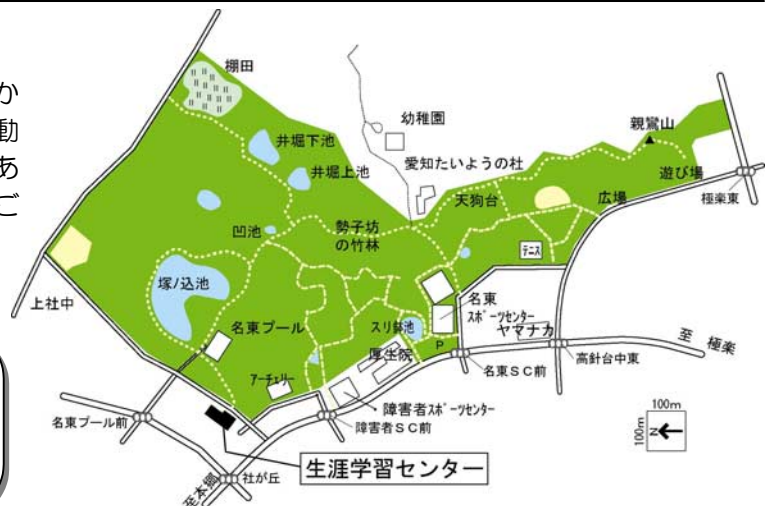 か
動
あ
ご
棚田
井堀下池
井堀上池
幼稚園
愛知たいようの杜
親鸞山
遊び場
極楽東
天狗台
広場
凹池
勢子坊
の竹林
テニス
塚ノ込池
上社中
名東プール
スリ鉢池
名東
スポーツセンター
ヤマナカ
至 極楽
厚生院
P
名東SC前
高針台中東
アーチェリー
障害者スポーツセンター
障害者SC前
名東プール前
100m
100m
N
生涯学習センター
社が丘
至本郷